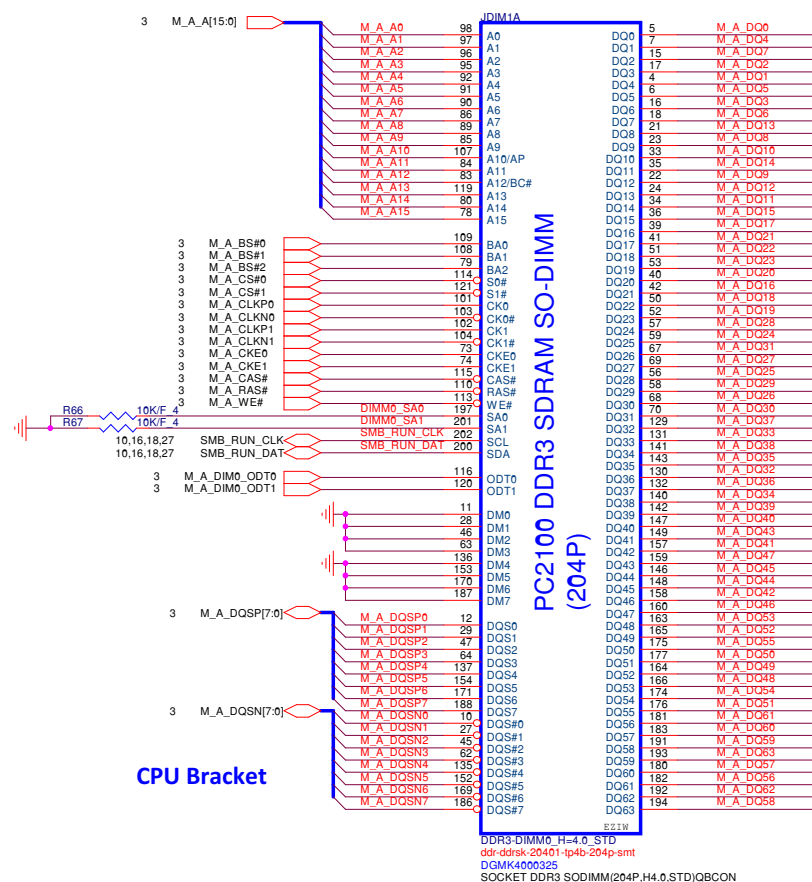 JDIM1A
3 M_A_A[15:0]
M_A_A0 98 A0
M_A_A1 97 A1
M_A_A2 96 A2
M_A_A3 95 A3
M_A_A4 92 A4
M_A_A5 91 A5
M_A_A6 90 A6
M_A_A7 86 A7
M_A_A8 89 A8
M_A_A9 85 A9
M_A_A10 107 A10/AP
M_A_A11 84 A11
M_A_A12 83 A12/BC#
M_A_A13 119 A13
M_A_A14 80 A14
M_A_A15 78 A15
3 M_A_BS#0 109 BA0
3 M_A_BS#1 108 BA1
3 M_A_BS#2 79 BA2
3 M_A_CS#0 114 S0#
3 M_A_CS#1 121 S1#
3 M_A_CLKP0 101 CK0
3 M_A_CLKN0 103 CK0#
3 M_A_CLKP1 102 CK1
3 M_A_CLKN1 104 CK1#
3 M_A_CKE0 73 CKE0
3 M_A_CKE1 74 CKE1
3 M_A_CAS# 115 CAS#
3 M_A_RAS# 110 RAS#
3 M_A_WE# 113 WE#
R66 10K/F_4 DIMM0_SA0 197 SA0
R67 10K/F_4 DIMM0_SA1 201 SA1
10,16,18,27 SMB_RUN_CLK SMB_RUN_CLK 202 SCL
10,16,18,27 SMB_RUN_DAT SMB_RUN_DAT 200 SDA
3 M_A_DIM0_ODT0 116 ODT0
3 M_A_DIM0_ODT1 120 ODT1
11 DM0
28 DM1
46 DM2
63 DM3
136 DM4
153 DM5
170 DM6
187 DM7
3 M_A_DQSP[7:0]
M_A_DQSP0 12 DQS0
M_A_DQSP1 29 DQS1
M_A_DQSP2 47 DQS2
M_A_DQSP3 64 DQS3
M_A_DQSP4 137 DQS4
M_A_DQSP5 154 DQS5
M_A_DQSP6 171 DQS6
M_A_DQSP7 188 DQS7
3 M_A_DQSN[7:0]
M_A_DQSN0 10 DQS#0
M_A_DQSN1 27 DQS#1
M_A_DQSN2 45 DQS#2
M_A_DQSN3 62 DQS#3
M_A_DQSN4 135 DQS#4
M_A_DQSN5 152 DQS#5
M_A_DQSN6 169 DQS#6
M_A_DQSN7 186 DQS#7
CPU Bracket
PC2100 DDR3 SDRAM SO-DIMM
(204P)
DQ0 5 M_A_DQ0
DQ1 7 M_A_DQ4
DQ2 15 M_A_DQ7
DQ3 17 M_A_DQ2
DQ4 4 M_A_DQ1
DQ5 6 M_A_DQ5
DQ6 16 M_A_DQ3
DQ7 18 M_A_DQ6
DQ8 21 M_A_DQ13
DQ9 23 M_A_DQ8
DQ10 33 M_A_DQ10
DQ11 35 M_A_DQ14
DQ12 22 M_A_DQ9
DQ13 24 M_A_DQ12
DQ14 34 M_A_DQ11
DQ15 36 M_A_DQ15
DQ16 39 M_A_DQ17
DQ17 41 M_A_DQ21
DQ18 51 M_A_DQ22
DQ19 53 M_A_DQ23
DQ20 40 M_A_DQ20
DQ21 42 M_A_DQ16
DQ22 50 M_A_DQ18
DQ23 52 M_A_DQ19
DQ24 57 M_A_DQ28
DQ25 59 M_A_DQ24
DQ26 67 M_A_DQ31
DQ27 69 M_A_DQ27
DQ28 56 M_A_DQ25
DQ29 58 M_A_DQ29
DQ30 68 M_A_DQ26
DQ31 70 M_A_DQ30
DQ32 129 M_A_DQ37
DQ33 131 M_A_DQ33
DQ34 141 M_A_DQ38
DQ35 143 M_A_DQ35
DQ36 130 M_A_DQ32
DQ37 132 M_A_DQ36
DQ38 140 M_A_DQ34
DQ39 142 M_A_DQ39
DQ40 147 M_A_DQ40
DQ41 149 M_A_DQ43
DQ42 157 M_A_DQ41
DQ43 159 M_A_DQ47
DQ44 146 M_A_DQ45
DQ45 148 M_A_DQ44
DQ46 158 M_A_DQ42
DQ47 160 M_A_DQ46
DQ48 163 M_A_DQ53
DQ49 165 M_A_DQ52
DQ50 175 M_A_DQ55
DQ51 177 M_A_DQ50
DQ52 164 M_A_DQ49
DQ53 166 M_A_DQ48
DQ54 174 M_A_DQ54
DQ55 176 M_A_DQ51
DQ56 181 M_A_DQ61
DQ57 183 M_A_DQ60
DQ58 191 M_A_DQ59
DQ59 193 M_A_DQ63
DQ60 180 M_A_DQ57
DQ61 182 M_A_DQ56
DQ62 192 M_A_DQ62
DQ63 194 M_A_DQ58
EZIW
DDR3-DIMM0_H=4.0_STD
ddr-ddrsk-20401-tp4b-204p-smt
DGMK4000325
SOCKET DDR3 SODIMM(204P,H4.0,STD)QBCON